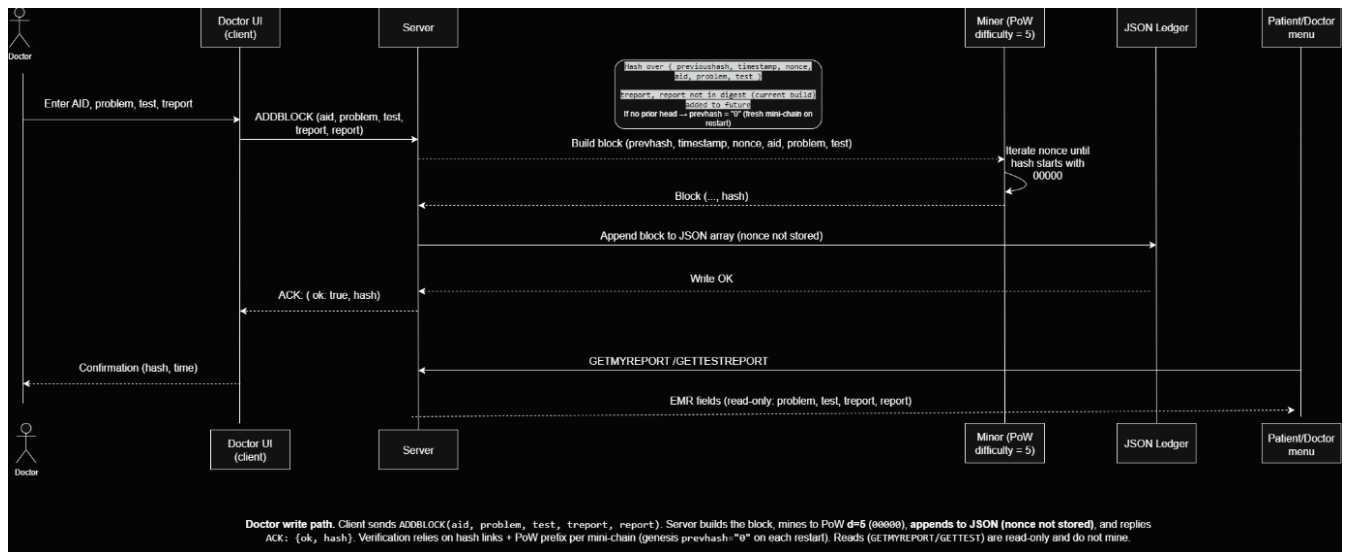 Doctor
Doctor UI
(client)
Server
Miner (PoW
difficulty = 5)
JSON Ledger
Patient/Doctor
menu
Hash over { previoushash, timestamp, nonce,
aid, problem, test }
treport, report not in digest (current build)
added to future
If no prior head → prevhash = "0" (fresh mini-chain on
restart)
Enter AID, problem, test, treport
ADDBLOCK (aid, problem, test,
treport, report)
Build block (prevhash, timestamp, nonce, aid, problem, test)
Iterate nonce until
hash starts with
00000
Block (..., hash)
Append block to JSON array (nonce not stored)
Write OK
ACK: ( ok: true, hash)
GETMYREPORT /GETTESTREPORT
Confirmation (hash, time)
EMR fields (read-only: problem, test, treport, report)
Doctor
Doctor UI
(client)
Server
Miner (PoW
difficulty = 5)
JSON Ledger
Patient/Doctor
menu
Doctor write path. Client sends ADDBLOCK(aid, problem, test, treport, report). Server builds the block, mines to PoW d=5 (00000), appends to JSON (nonce not stored), and replies
ACK: {ok, hash}. Verification relies on hash links + PoW prefix per mini-chain (genesis prevhash="0" on each restart). Reads (GETMYREPORT/GETTEST) are read-only and do not mine.